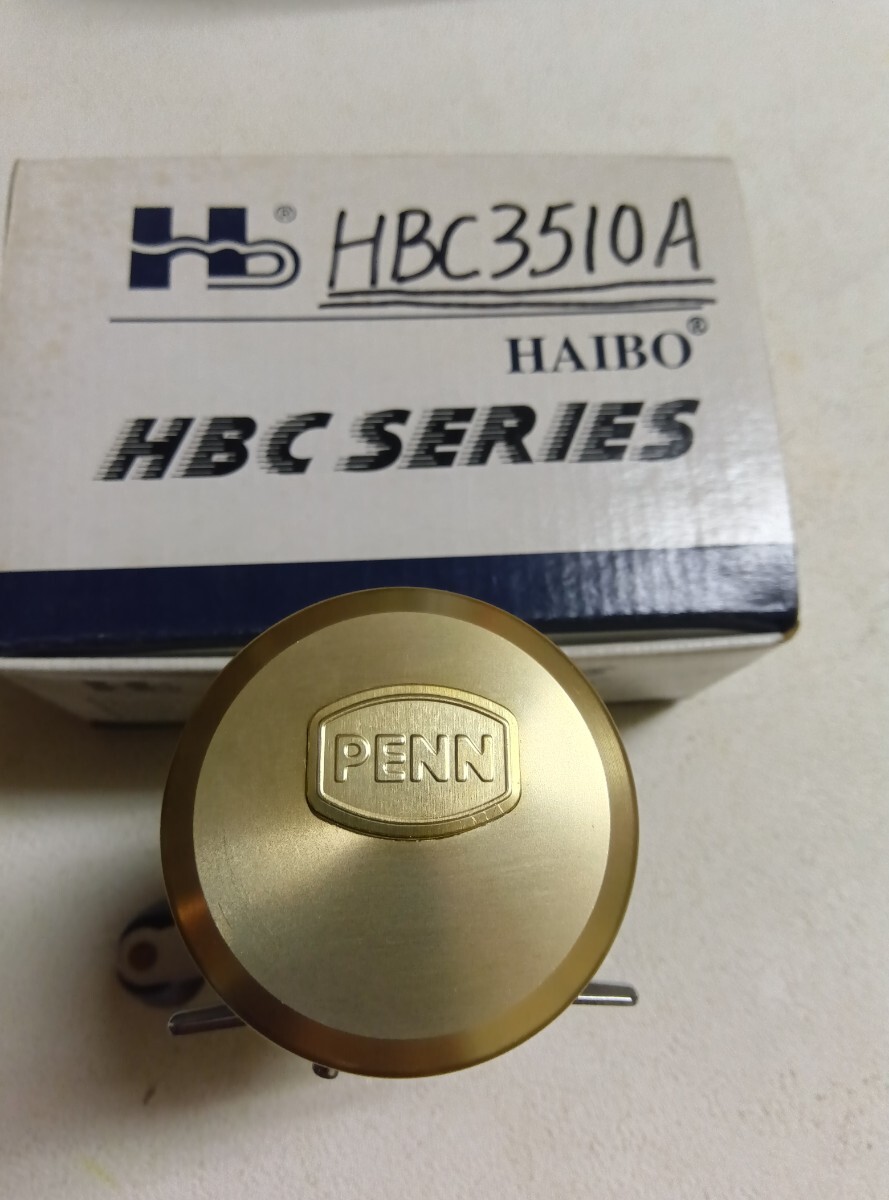 Hb® HBC3510A
HAIBO®
HBC SERIES
PENN